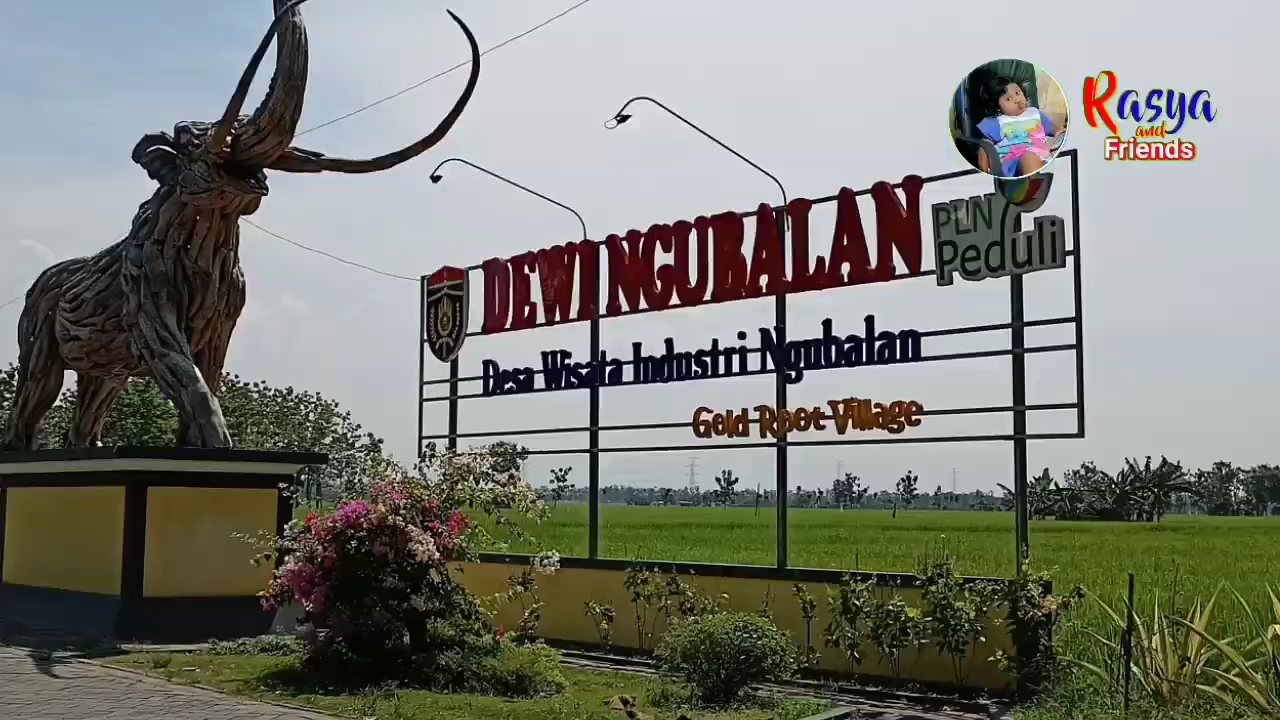 Rasya
and
Friends
DEWI NGUBALAN
PLN
Peduli
Desa Wisata Industri Ngubalan
Gold Root Village